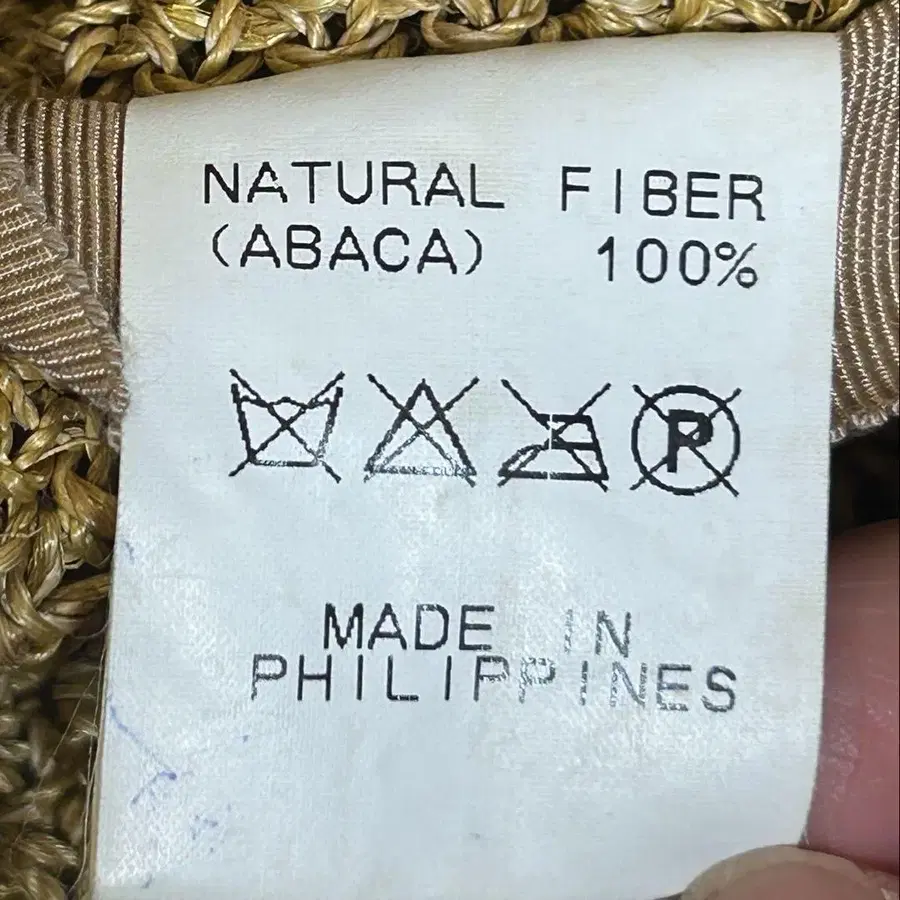 NATURAL FIBER
(ABACA) 100%
P
MADE IN
PHILIPPINES